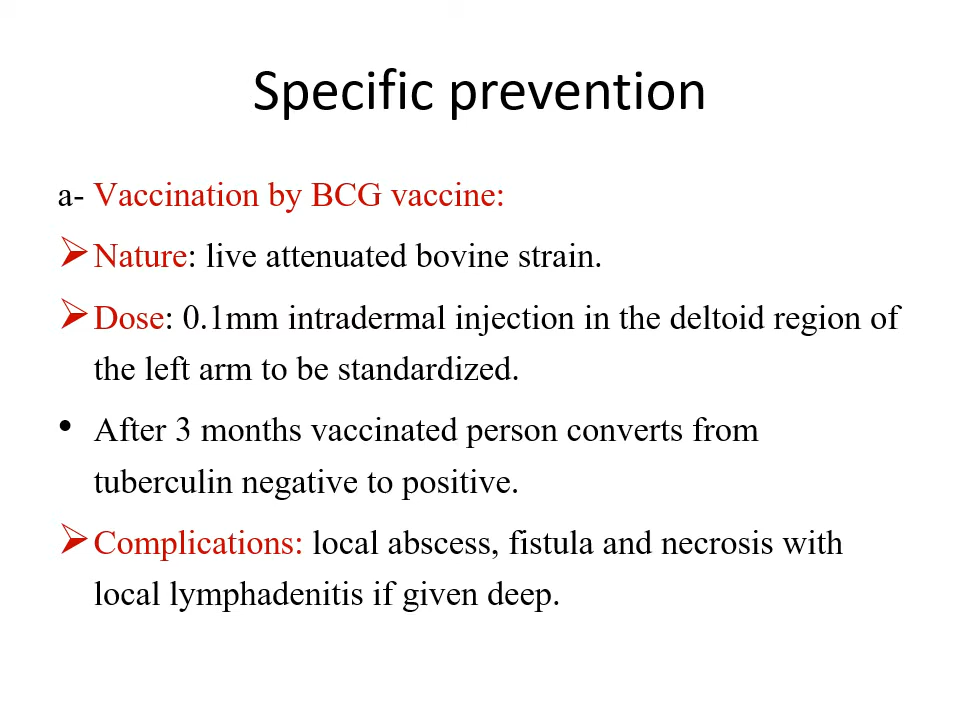 Specific prevention
a- Vaccination by BCG vaccine:
➢ Nature: live attenuated bovine strain.
➢ Dose: 0.1mm intradermal injection in the deltoid region of
the left arm to be standardized.
• After 3 months vaccinated person converts from
tuberculin negative to positive.
➢ Complications: local abscess, fistula and necrosis with
local lymphadenitis if given deep.